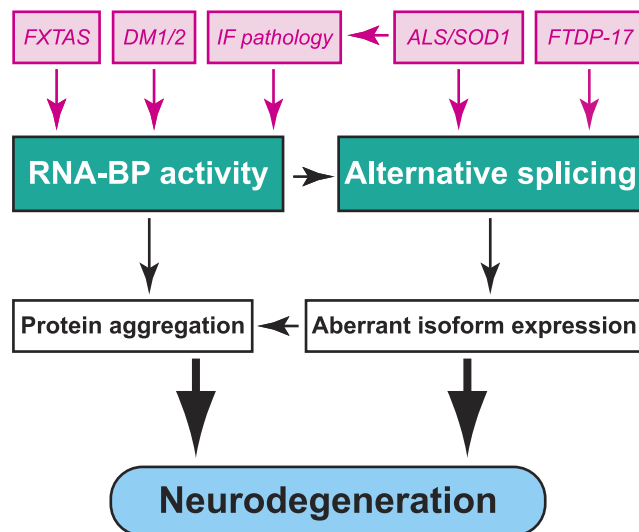 FXTAS
DM1/2
IF pathology
ALS/SOD1
FTDP-17
RNA-BP activity
Alternative splicing
Protein aggregation
Aberrant isoform expression
Neurodegeneration